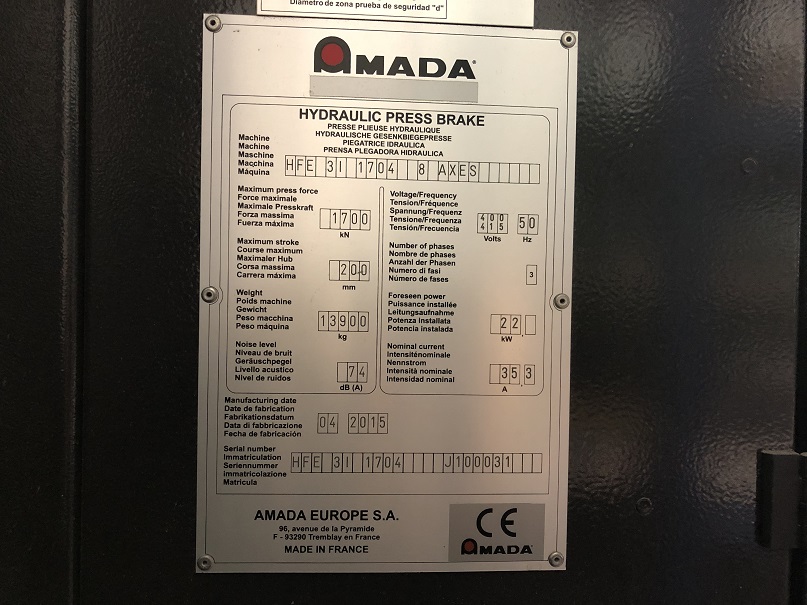 Diámetro de zona prueba de seguridad "d"
AMADA
HYDRAULIC PRESS BRAKE
PRESSE PLIEUSE HYDRAULIQUE
HYDRAULISCHE GESENKBIEGEPRESSE
PIEGATRICE IDRAULICA
PRENSA PLEGADORA HIDRAULICA
Machine
Machine
Maschine
Macchina
Máquina
HFE 3I 1704 8 AXES
Maximum press force
Force maximale
Maximale Presskraft
Forza massima
Fuerza máxima
1700
kN
Maximum stroke
Course maximum
Maximaler Hub
Corsa massima
Carrera máxima
200
mm
Weight
Poids machine
Gewicht
Peso macchina
Peso máquina
13900
kg
Noise level
Niveau de bruit
Geräuschpegel
Livello acustico
Nivel de ruidos
74
dB (A)
Voltage/Frequency
Tension/Fréquence
Spannung/Frequenz
Tensione/Frequenza
Tensión/Frecuencia
400
415
Volts
50
Hz
Number of phases
Nombre de phases
Anzahl der Phasen
Numero di fasi
Número de fases
3
Foreseen power
Puissance installée
Leitungsaufnahme
Potenza installata
Potencia instalada
22
kW
Nominal current
Intensiténominale
Nennstrom
Intensità nominale
Intensidad nominal
35,3
A
Manufacturing date
Date de fabrication
Fabrikationsdatum
Data di fabbricazione
Fecha de fabricación
04 2015
Serial number
Immatriculation
Seriennummer
immatricolazione
Matricula
HFE 3I 1704 J100031
AMADA EUROPE S.A.
96, avenue de la Pyramide
F - 93290 Tremblay en France
MADE IN FRANCE
CE
AMADA